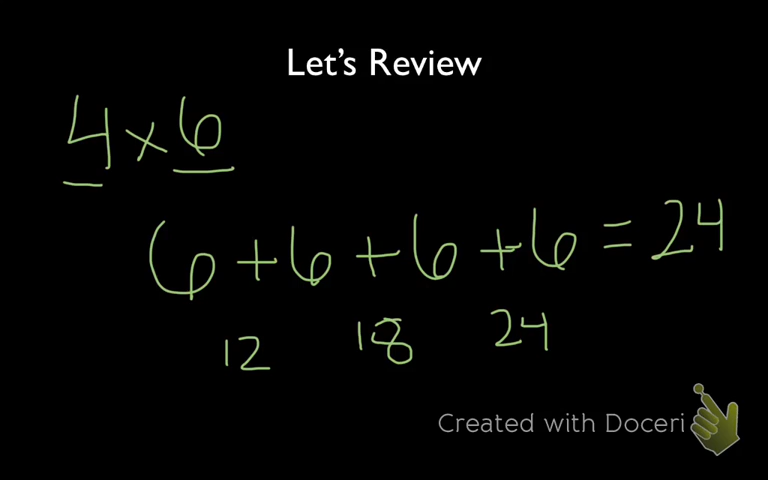 Let's Review
4 × 6
6 + 6 + 6 + 6 = 24
12 18 24
Created with Doceri